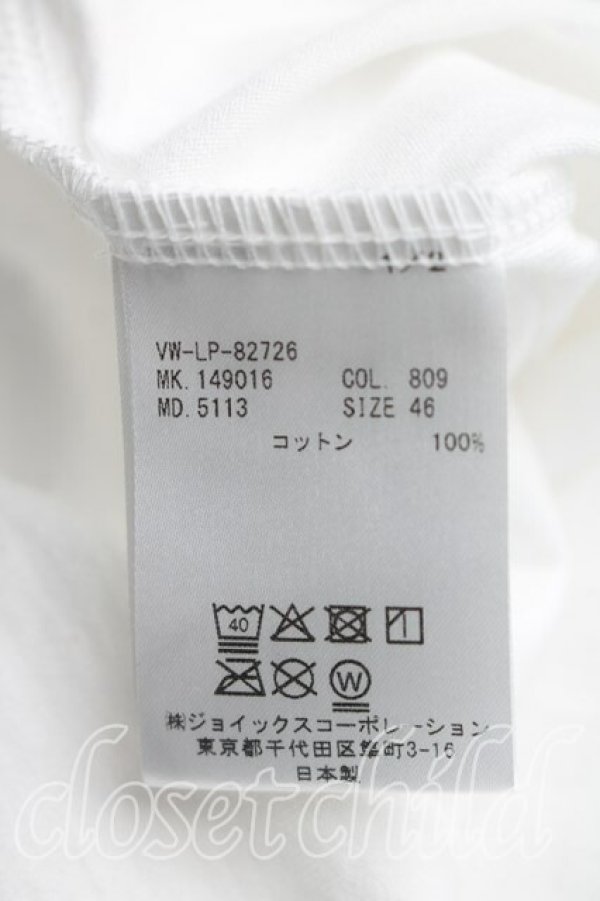 1/2
VW-LP-82726
MK. 149016 COL. 809
MD. 5113 SIZE 46
コットン 100%
40
W
㈱ジョイックスコーポレーション
東京都千代田区麹町3-16
日本製
closetchild